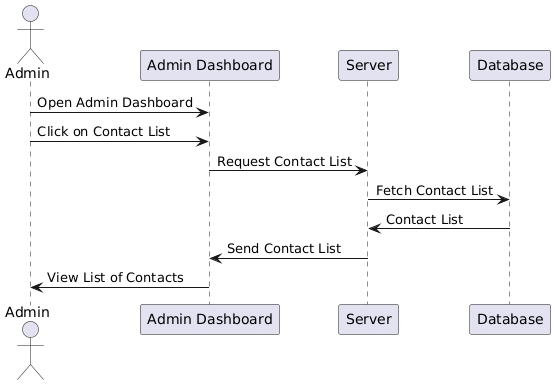 Admin
Admin Dashboard
Server
Database
Open Admin Dashboard
Click on Contact List
Request Contact List
Fetch Contact List
Contact List
Send Contact List
View List of Contacts
Admin
Admin Dashboard
Server
Database